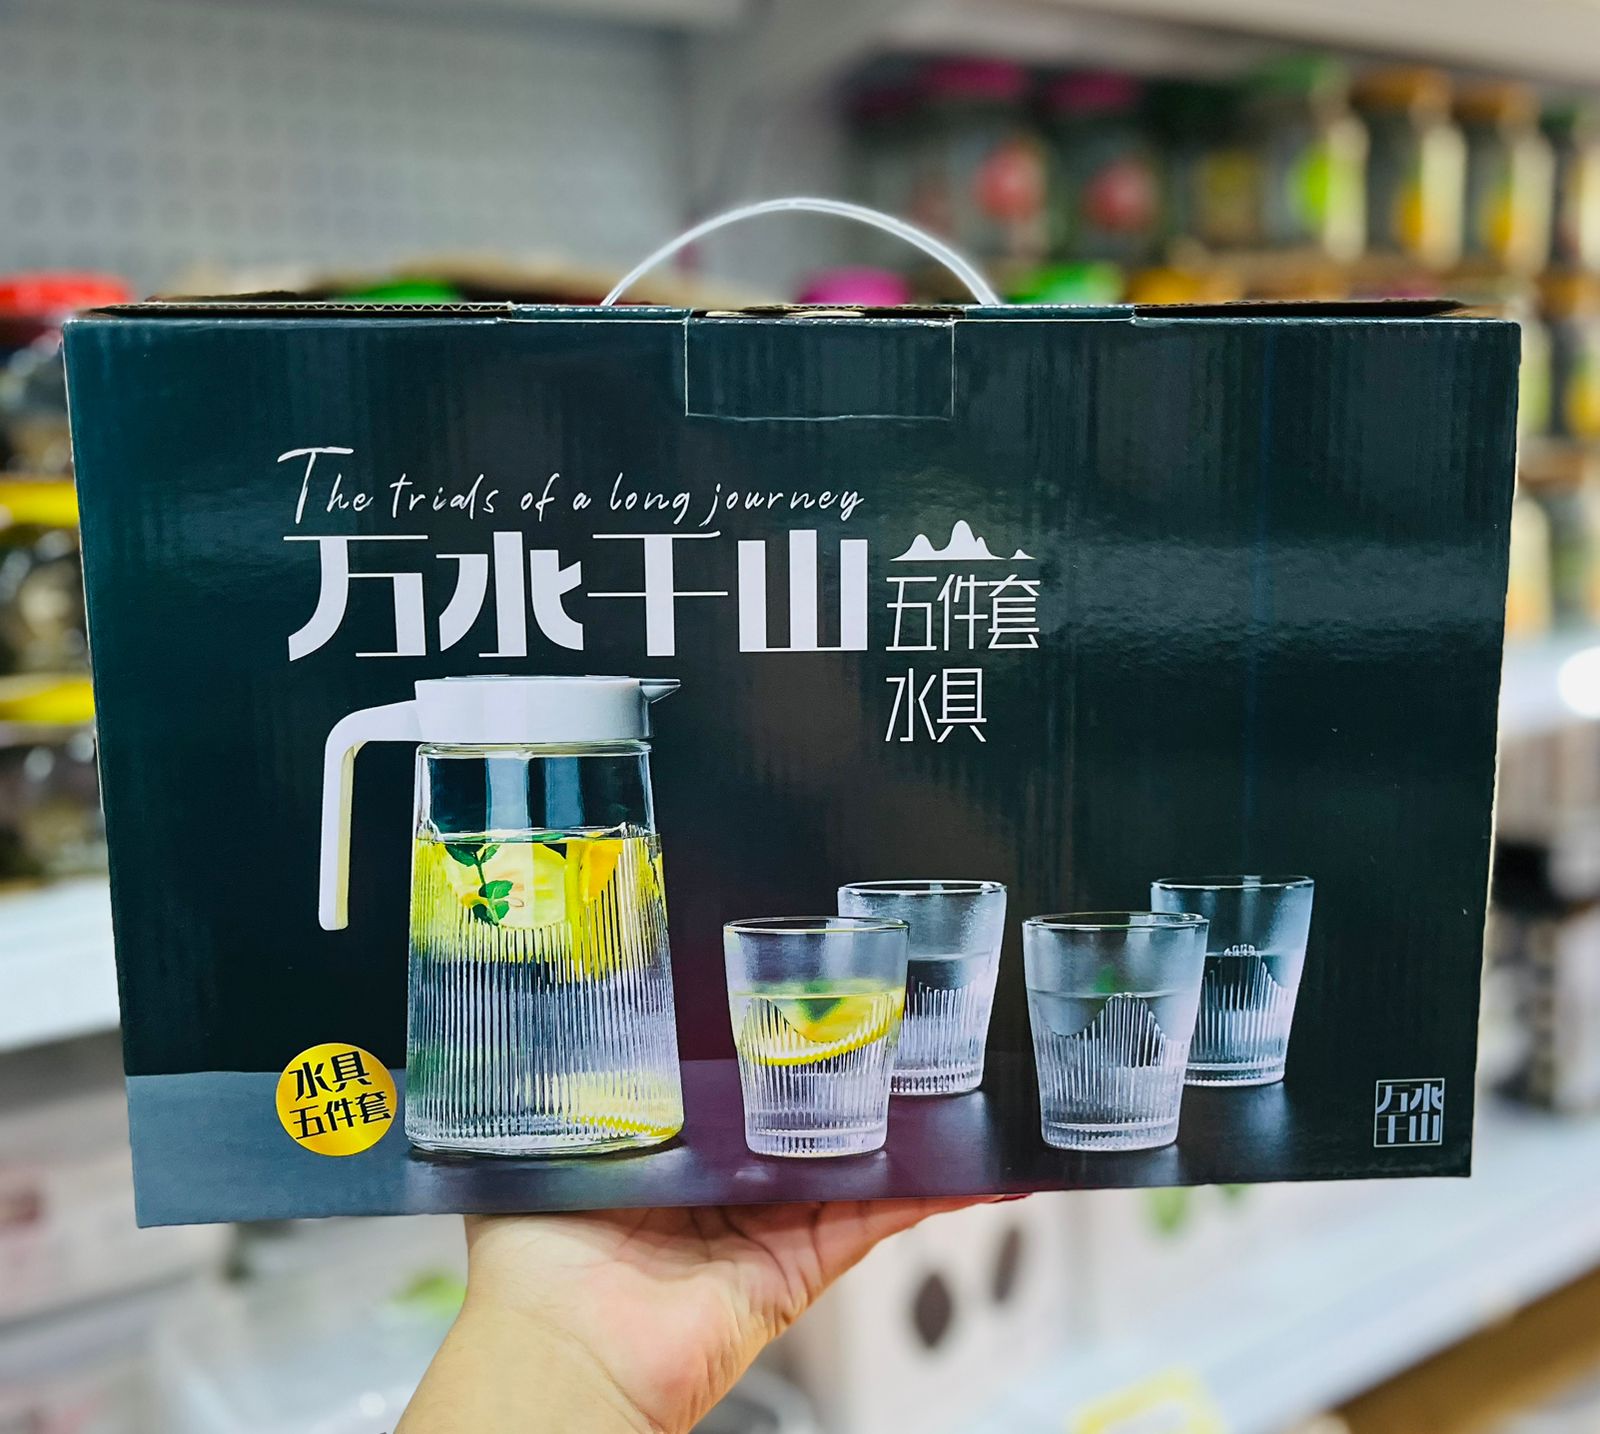 The trials of a long journey
万水千山
五件套
水具
水具
五件套
万水
千山